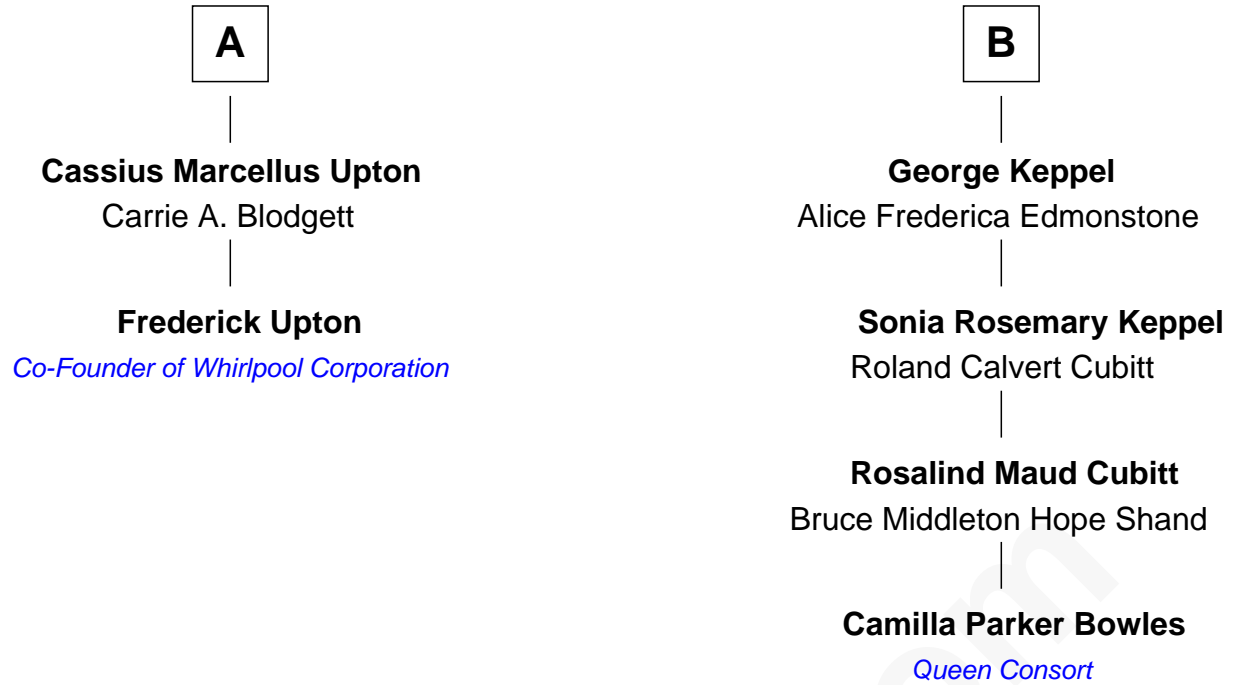 A
Cassius Marcellus Upton
Carrie A. Blodgett
Frederick Upton
Co-Founder of Whirlpool Corporation
B
George Keppel
Alice Frederica Edmonstone
Sonia Rosemary Keppel
Roland Calvert Cubitt
Rosalind Maud Cubitt
Bruce Middleton Hope Shand
Camilla Parker Bowles
Queen Consort